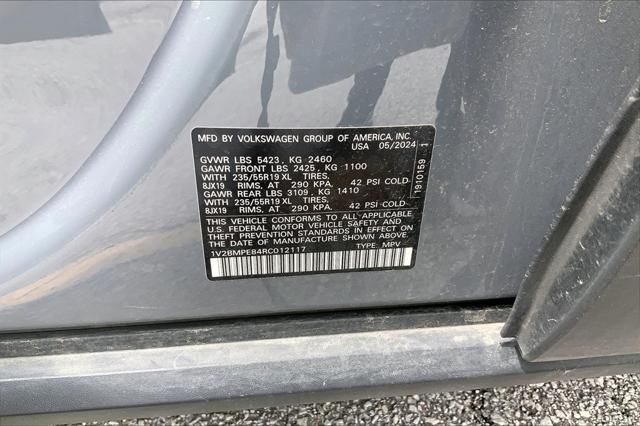 MFD BY VOLKSWAGEN GROUP OF AMERICA, INC.
USA 05/2024
GVWR LBS 5423, KG 2460
GAWR FRONT LBS 2425, KG 1100
WITH 235/55R19 XL TIRES,
8JX19 RIMS, AT 290 KPA, 42 PSI COLD
GAWR REAR LBS 3109, KG 1410
WITH 235/55R19 XL TIRES,
8JX19 RIMS, AT 290 KPA, 42 PSI COLD.
THIS VEHICLE CONFORMS TO ALL APPLICABLE
U.S. FEDERAL MOTOR VEHICLE SAFETY AND
THEFT PREVENTION STANDARDS IN EFFECT ON
THE DATE OF MANUFACTURE SHOWN ABOVE.
1V2BMPE84RC012117 TYPE: MPV
1910159 1